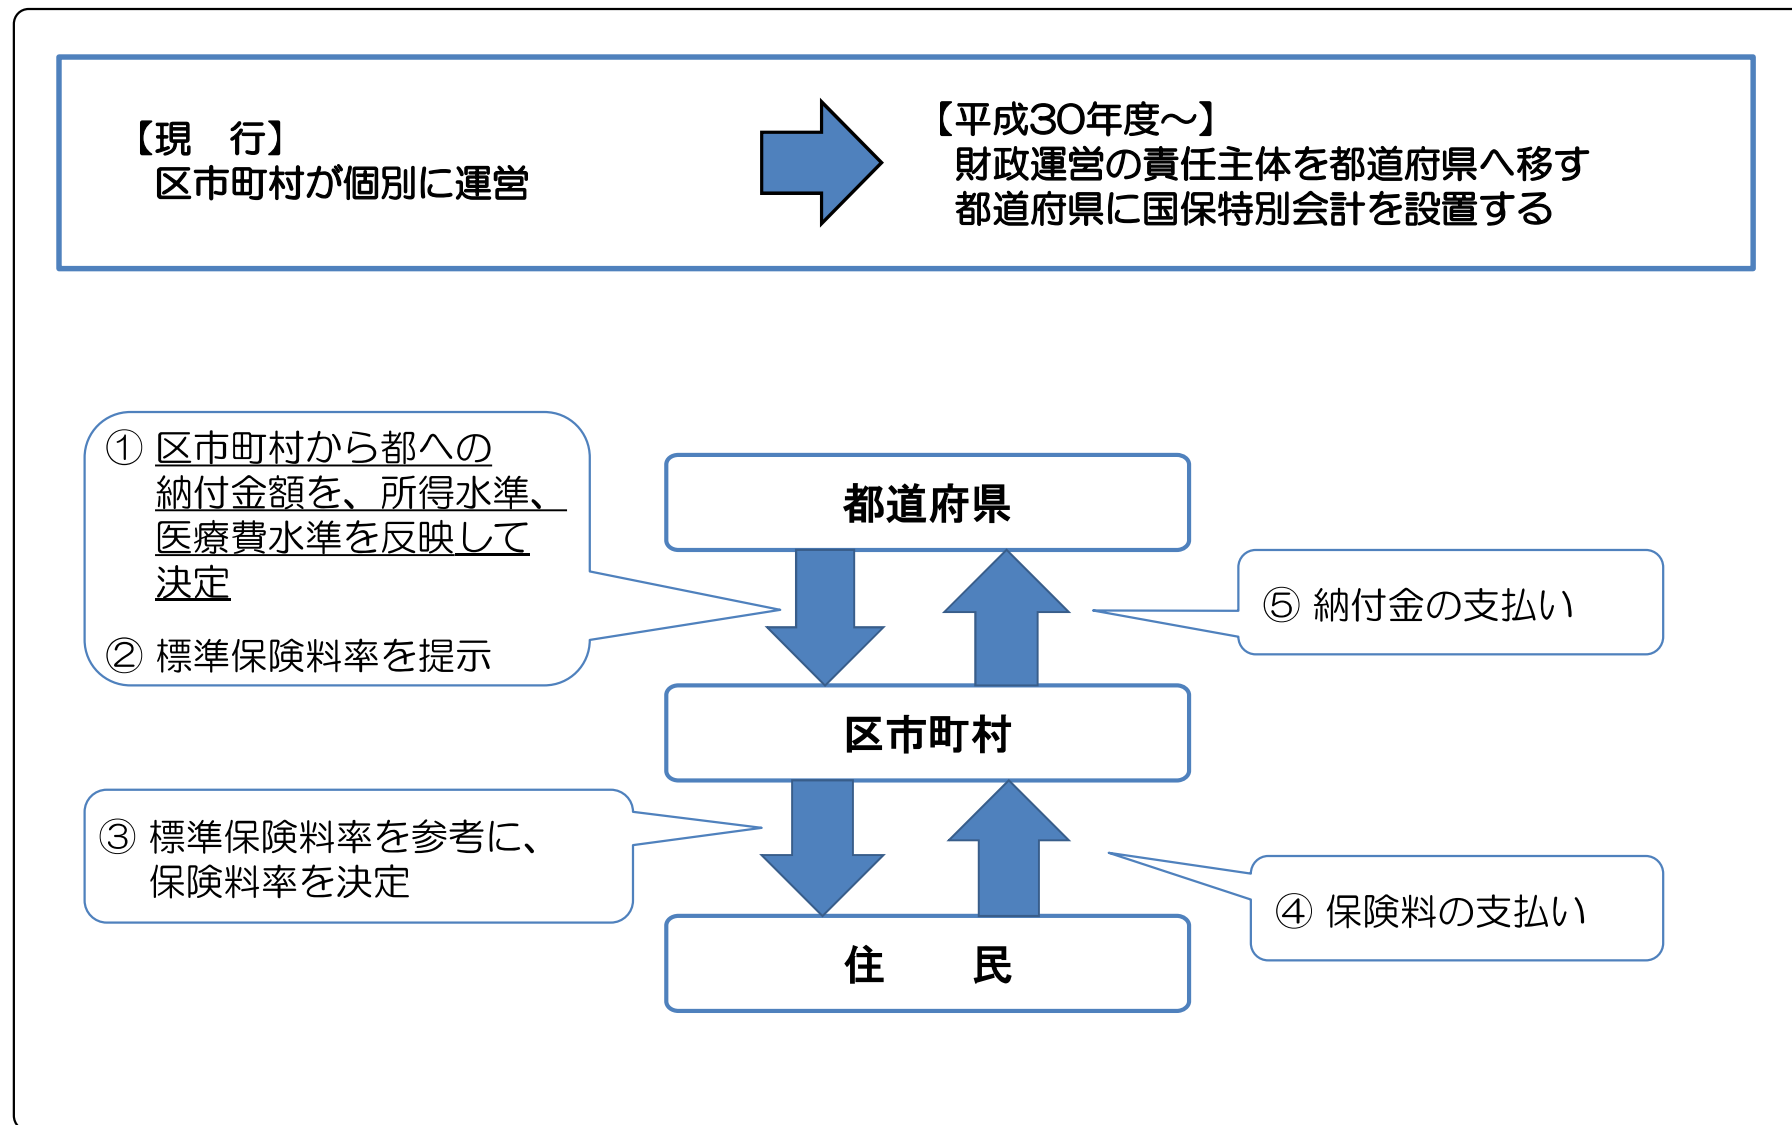 【現　行】
区市町村が個別に運営
【平成30年度～】
財政運営の責任主体を都道府県へ移す
都道府県に国保特別会計を設置する
① 区市町村から都への
納付金額を、所得水準、
医療費水準を反映して
決定
② 標準保険料率を提示
都道府県
⑤ 納付金の支払い
区市町村
③ 標準保険料率を参考に、
保険料率を決定
④ 保険料の支払い
住　　民